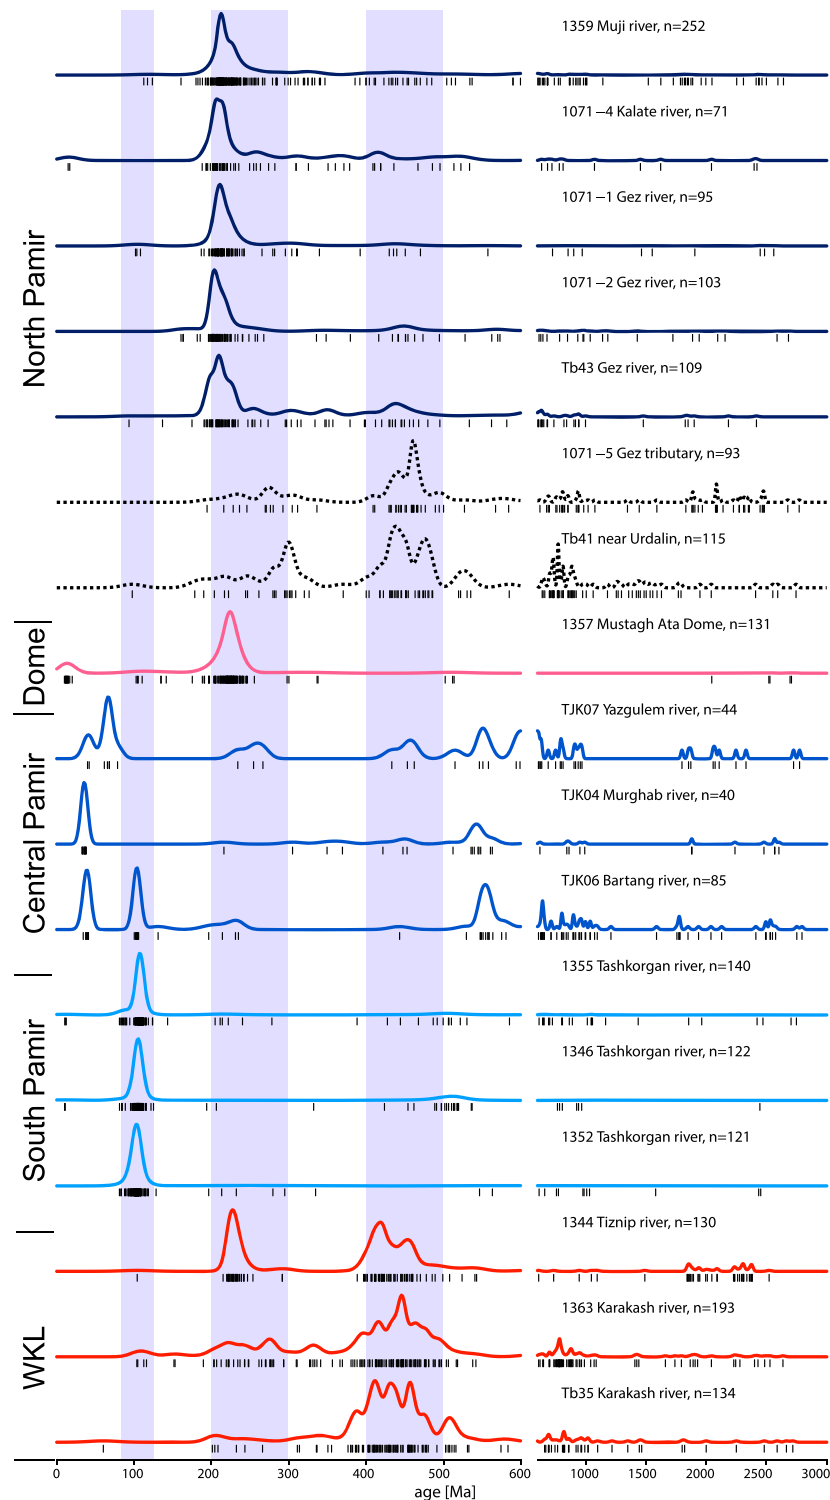 North Pamir
1359 Muji river, n=252
1071–4 Kalate river, n=71
1071–1 Gez river, n=95
1071–2 Gez river, n=103
Tb43 Gez river, n=109
1071–5 Gez tributary, n=93
Tb41 near Urdalin, n=115
Dome
1357 Mustagh Ata Dome, n=131
Central Pamir
TJK07 Yazgulem river, n=44
TJK04 Murghab river, n=40
TJK06 Bartang river, n=85
South Pamir
1355 Tashkorgan river, n=140
1346 Tashkorgan river, n=122
1352 Tashkorgan river, n=121
WKL
1344 Tiznip river, n=130
1363 Karakash river, n=193
Tb35 Karakash river, n=134
0 100 200 300 400 500 600 1000 1500 2000 2500 3000
age [Ma]